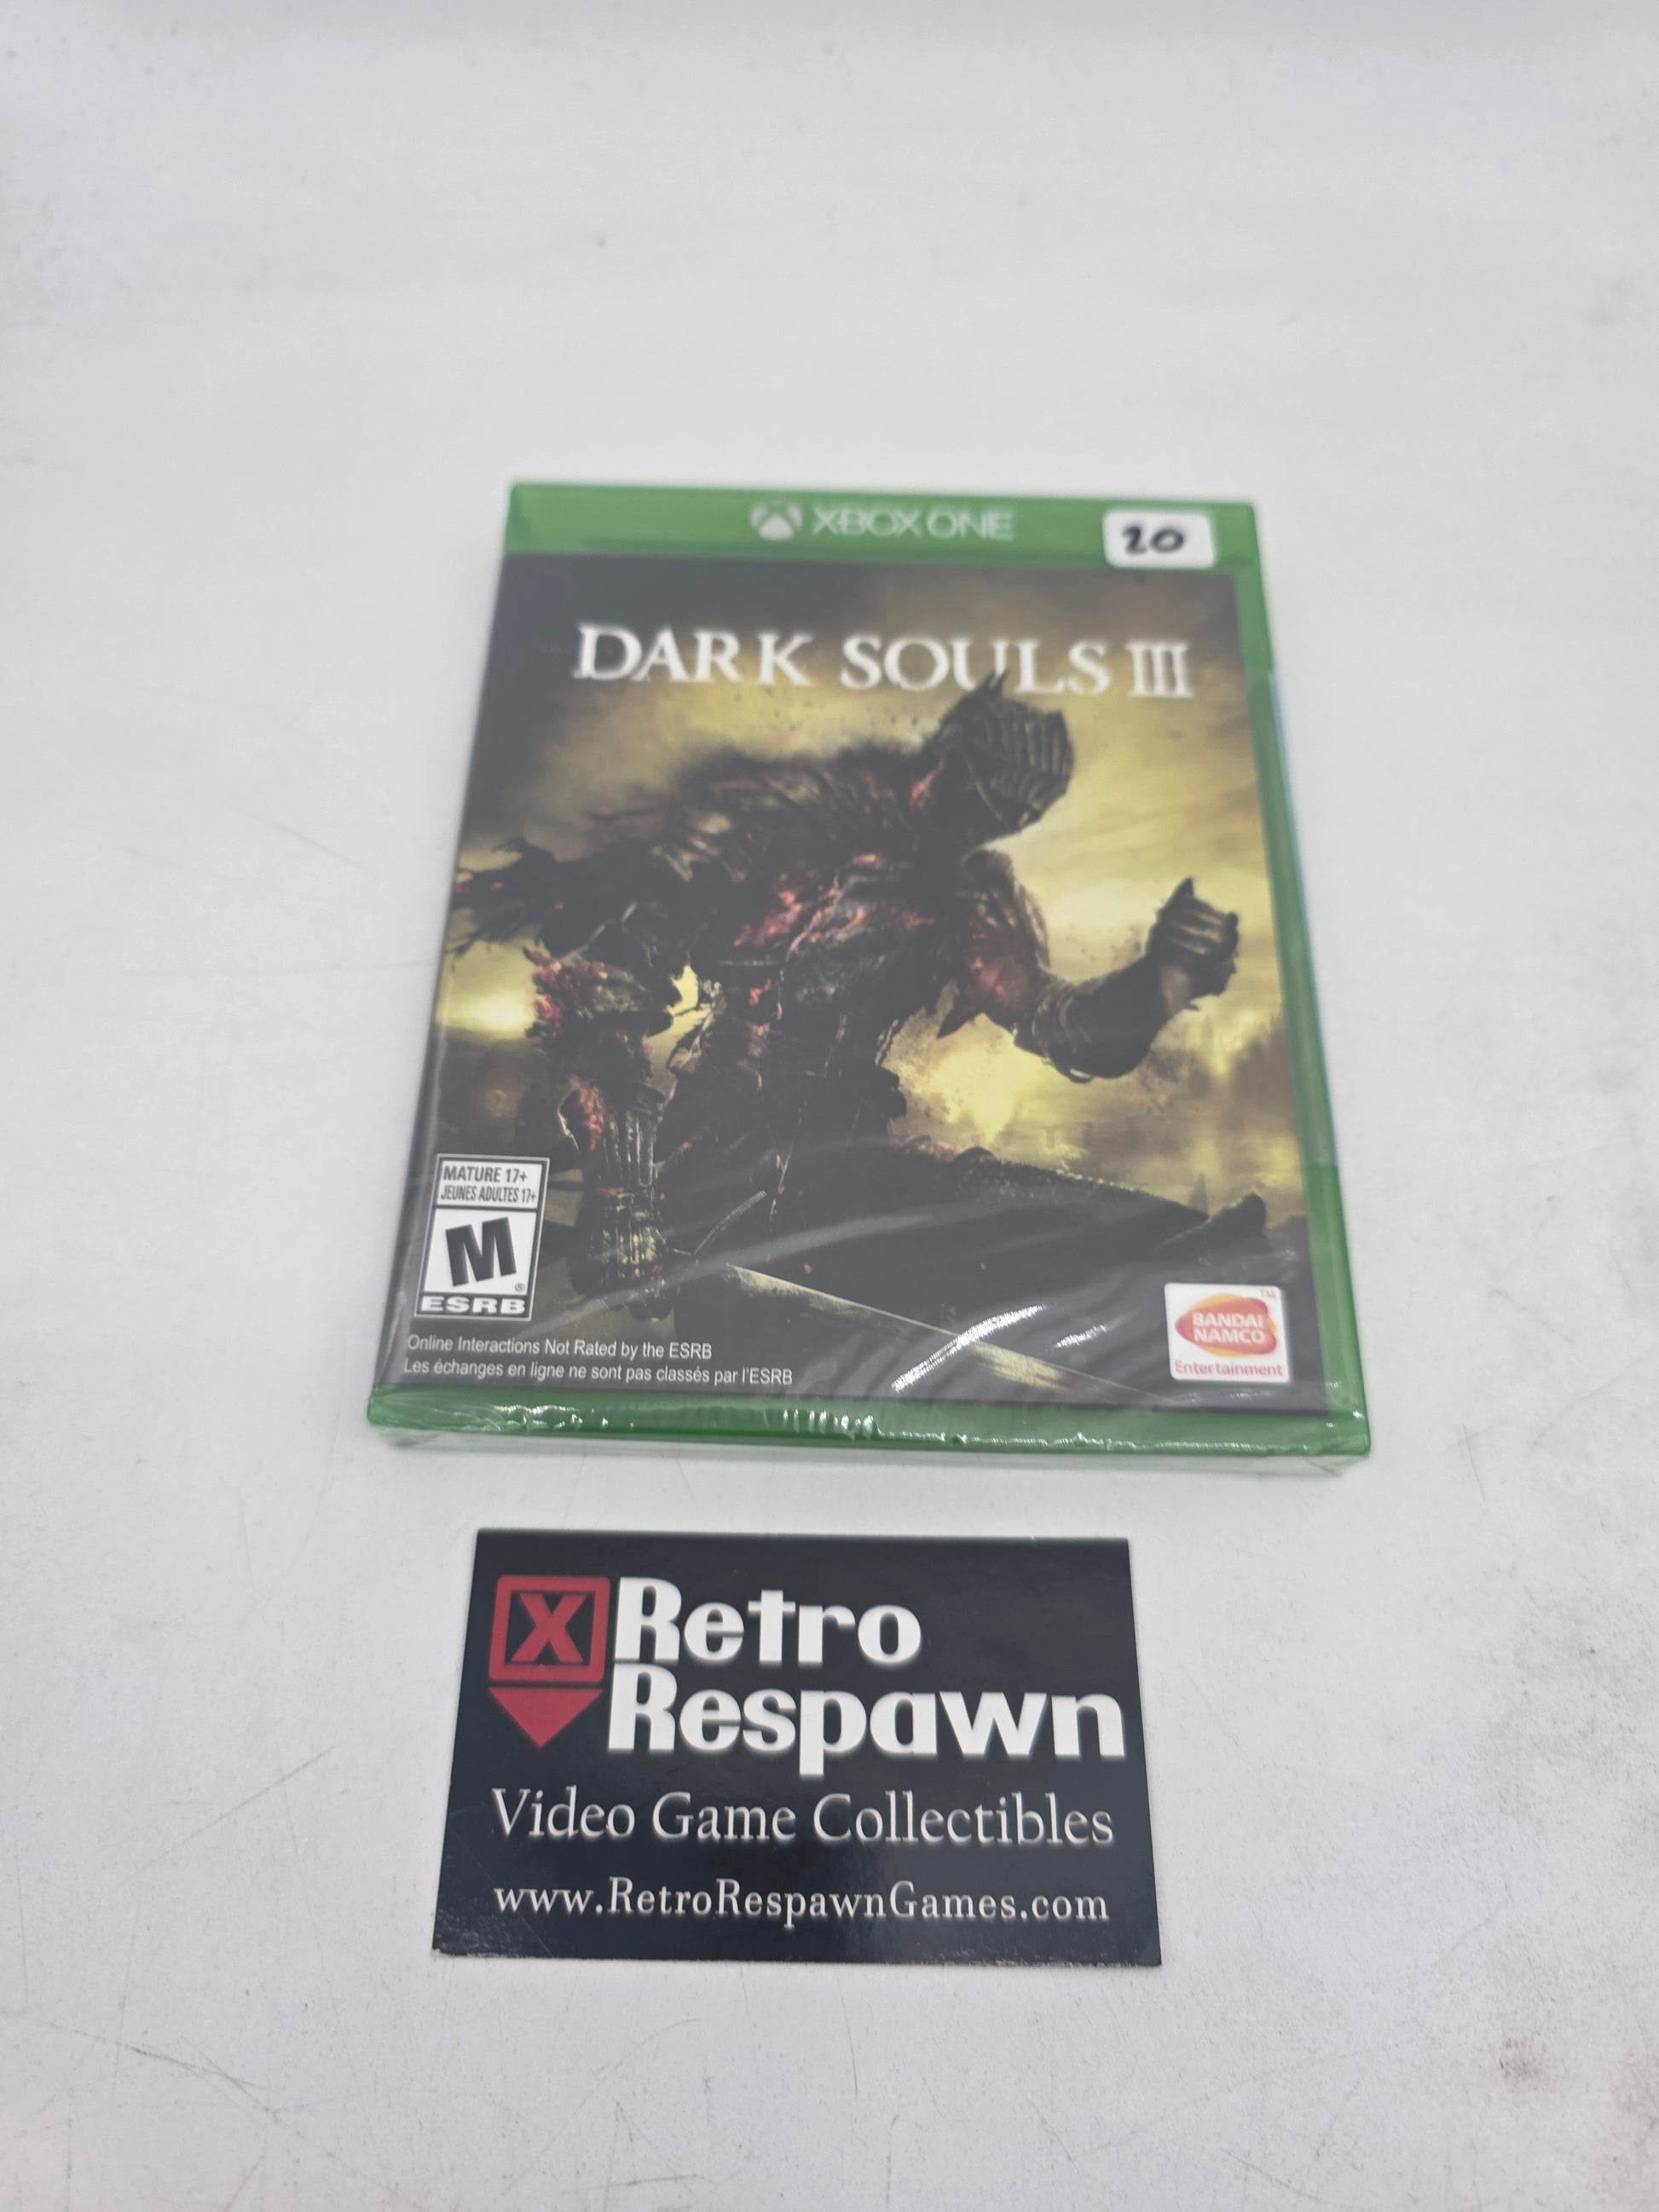 XBOX ONE
20
DARK SOULS III
MATURE 17+
JEUNES ADULTES 17+
M
®
ESRB
Online Interactions Not Rated by the ESRB
Les échanges en ligne ne sont pas classés par l'ESRB
TM
BANDAI
NAMCO
Entertainment
X
Retro
Respawn
Video Game Collectibles
www.RetroRespawnGames.com